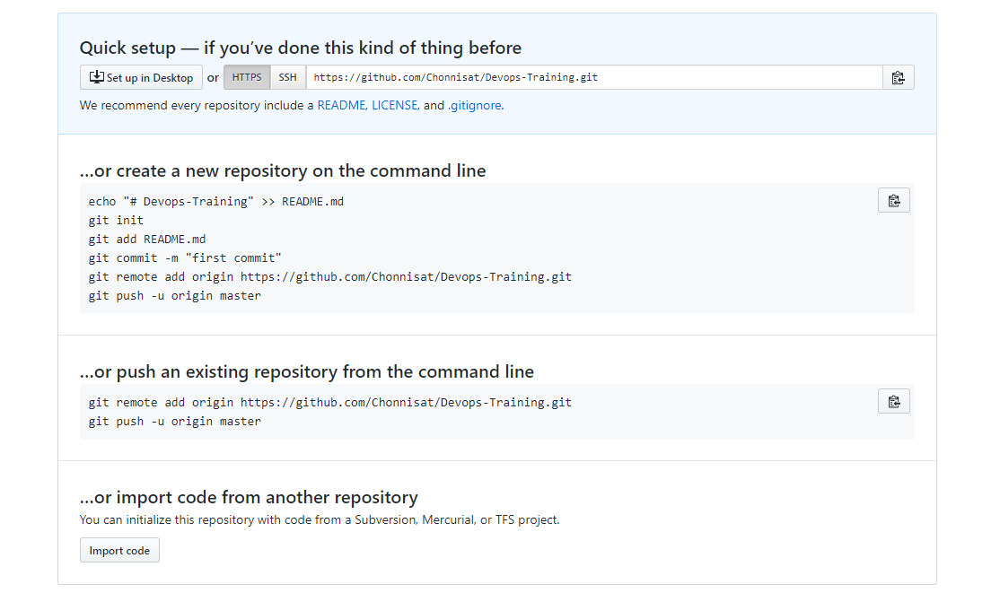 Quick setup — if you’ve done this kind of thing before
Set up in Desktop or HTTPS SSH https://github.com/Chonnisat/Devops-Training.git
We recommend every repository include a README, LICENSE, and .gitignore.
…or create a new repository on the command line
echo "# Devops-Training" >> README.md
git init
git add README.md
git commit -m "first commit"
git remote add origin https://github.com/Chonnisat/Devops-Training.git
git push -u origin master
…or push an existing repository from the command line
git remote add origin https://github.com/Chonnisat/Devops-Training.git
git push -u origin master
…or import code from another repository
You can initialize this repository with code from a Subversion, Mercurial, or TFS project.
Import code